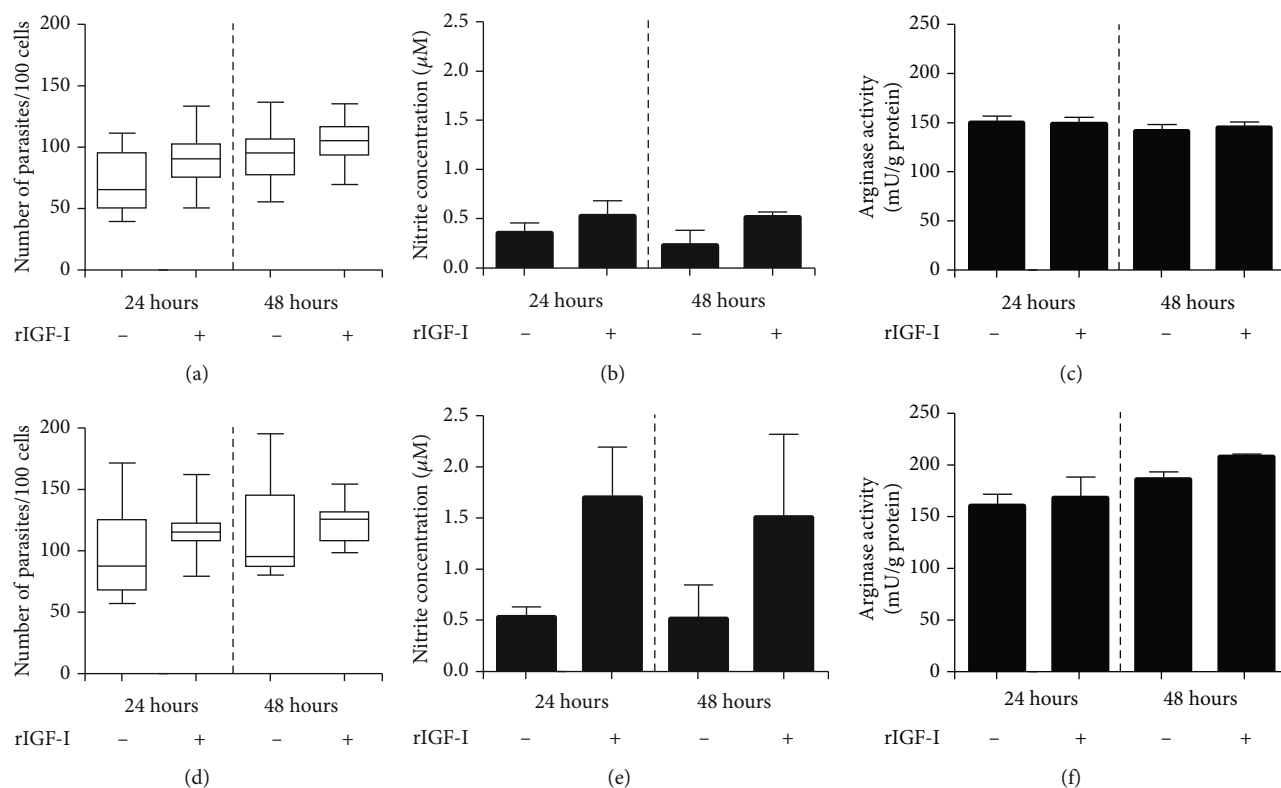 Number of parasites/100 cells
200
150
100
50
0
24 hours 48 hours
rIGF-I – + – +
(a)
Nitrite concentration (μM)
2.5
2.0
1.5
1.0
0.5
0.0
24 hours 48 hours
– + – +
(b)
Arginase activity
(mU/g protein)
250
200
150
100
50
0
24 hours 48 hours
– + – +
(c)
Number of parasites/100 cells
200
150
100
50
0
24 hours 48 hours
rIGF-I – + – +
(d)
Nitrite concentration (μM)
2.5
2.0
1.5
1.0
0.5
0.0
24 hours 48 hours
– + – +
(e)
Arginase activity
(mU/g protein)
250
200
150
100
50
0
24 hours 48 hours
rIGF-I – + – +
(f)